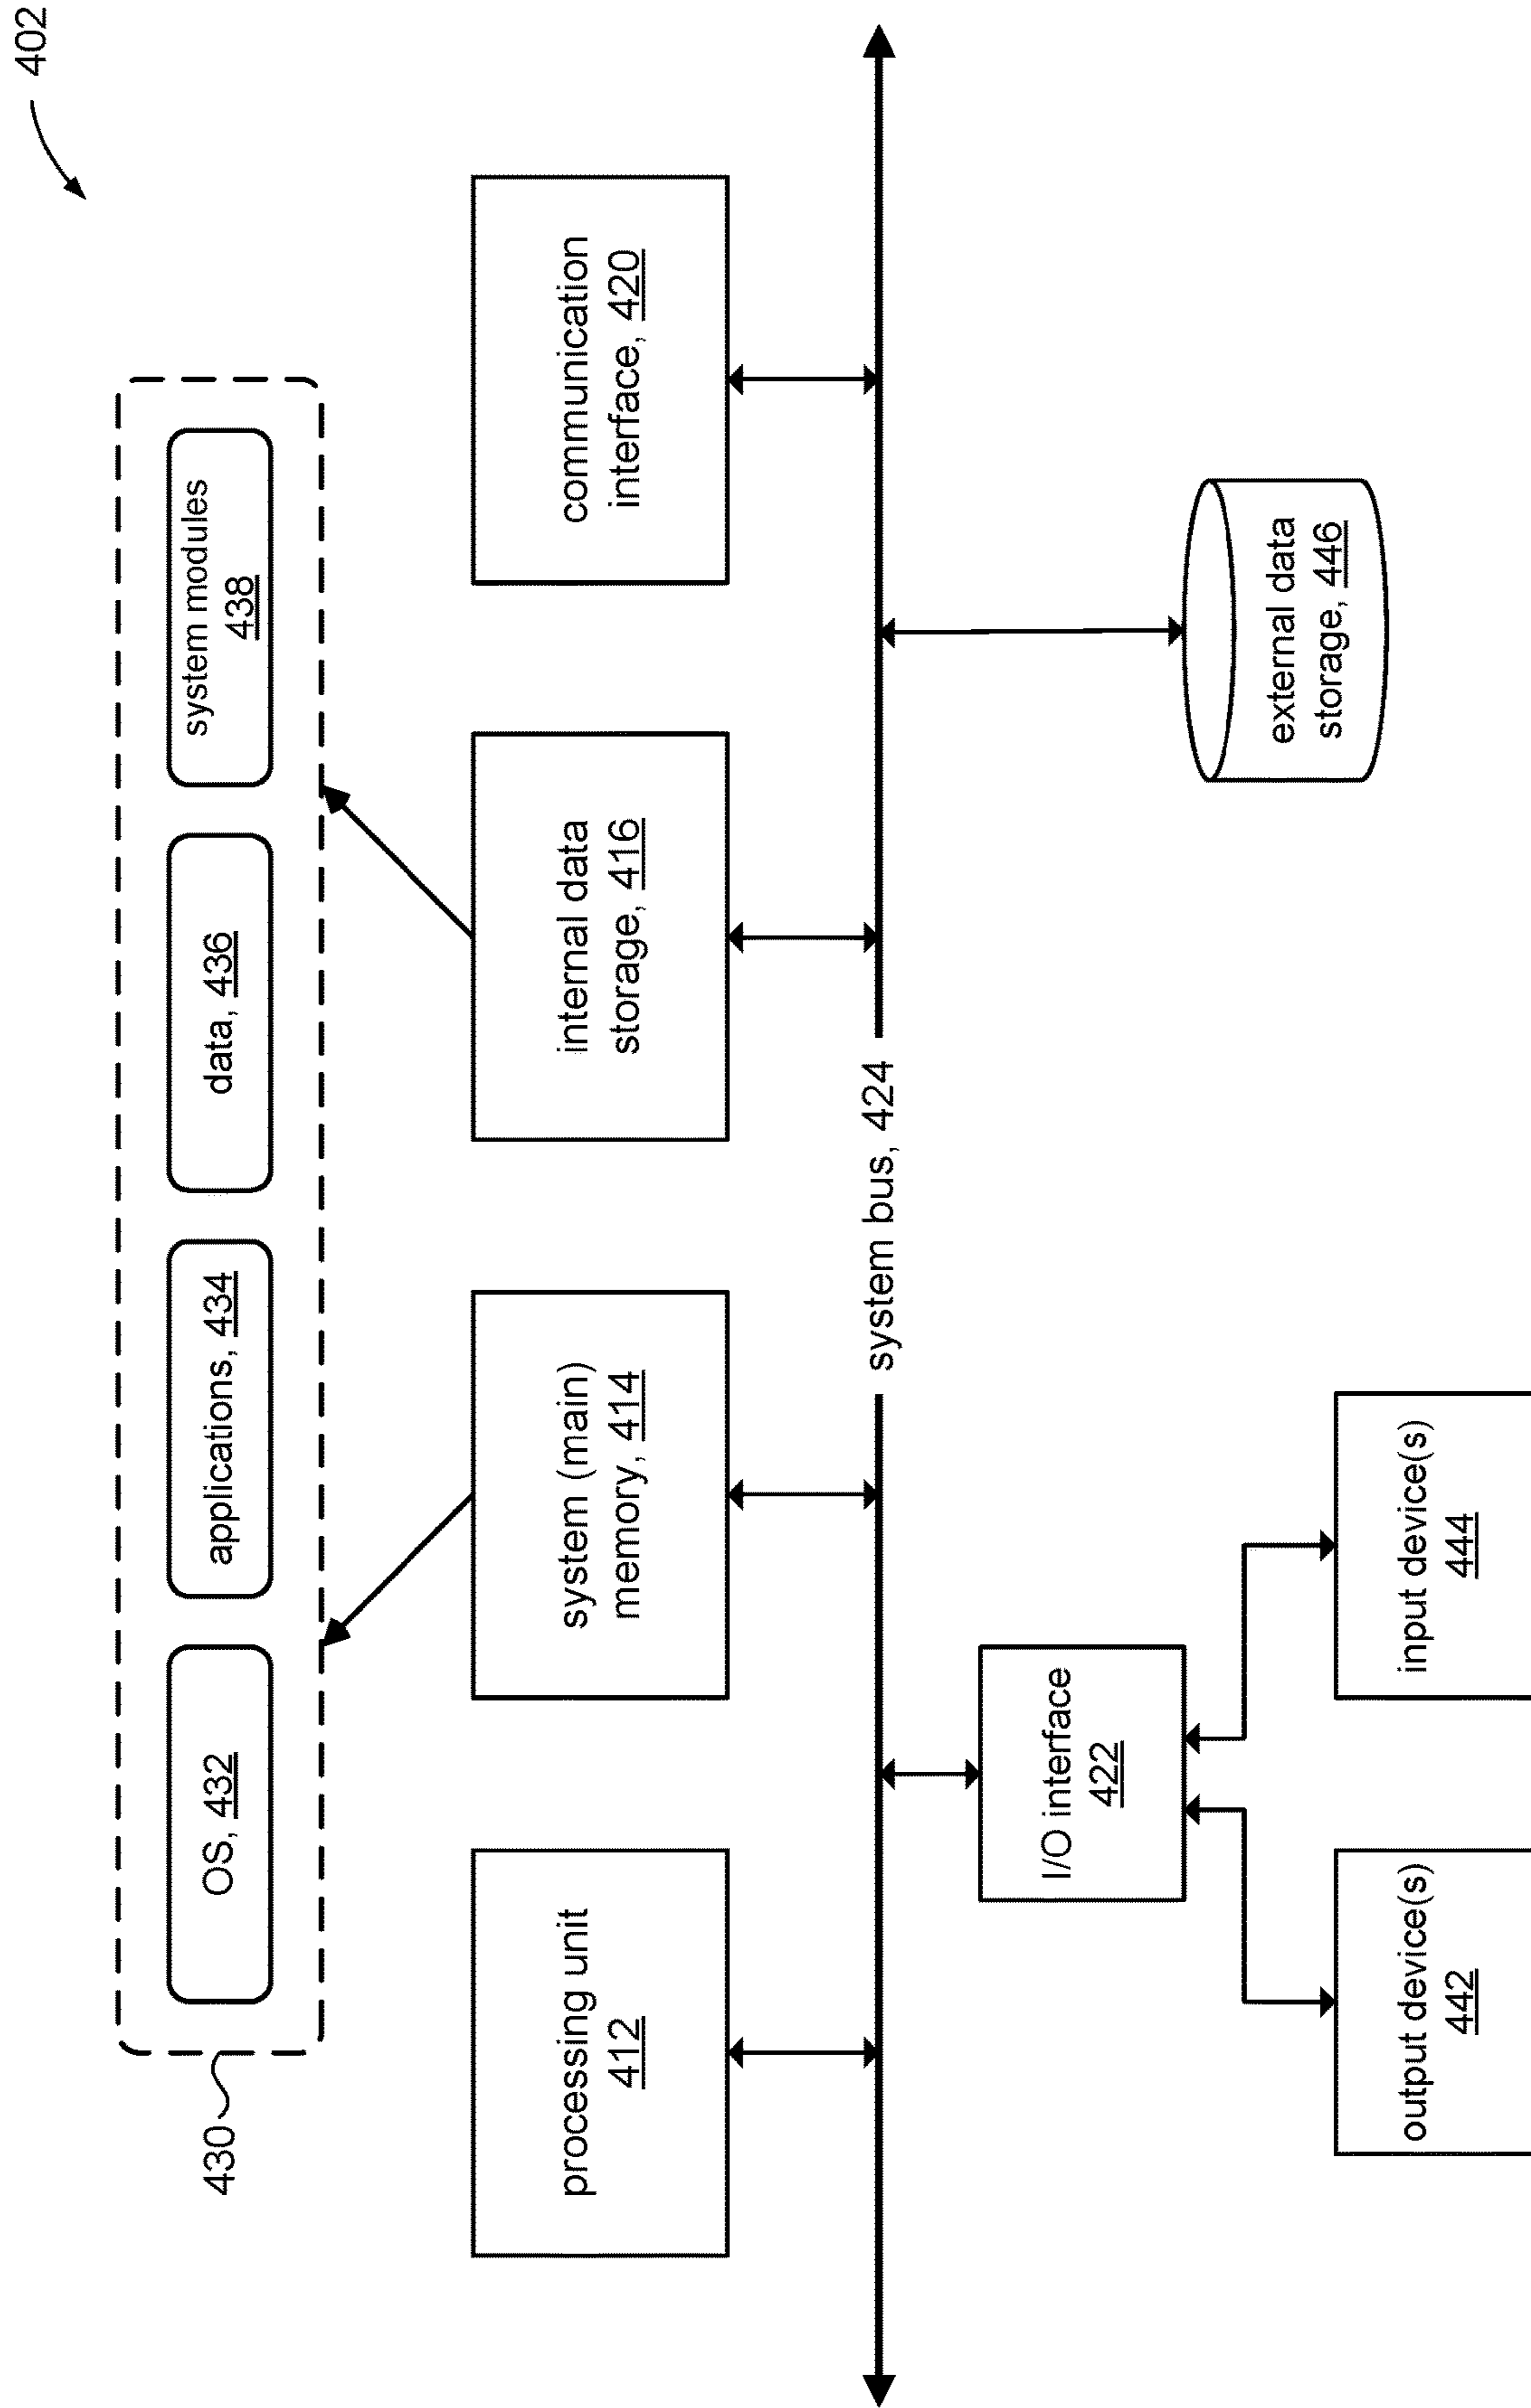 402
430
OS, 432
applications, 434
data, 436
system modules
438
processing unit
412
system (main)
memory, 414
internal data
storage, 416
communication
interface, 420
system bus, 424
I/O interface
422
external data
storage, 446
output device(s)
442
input device(s)
444